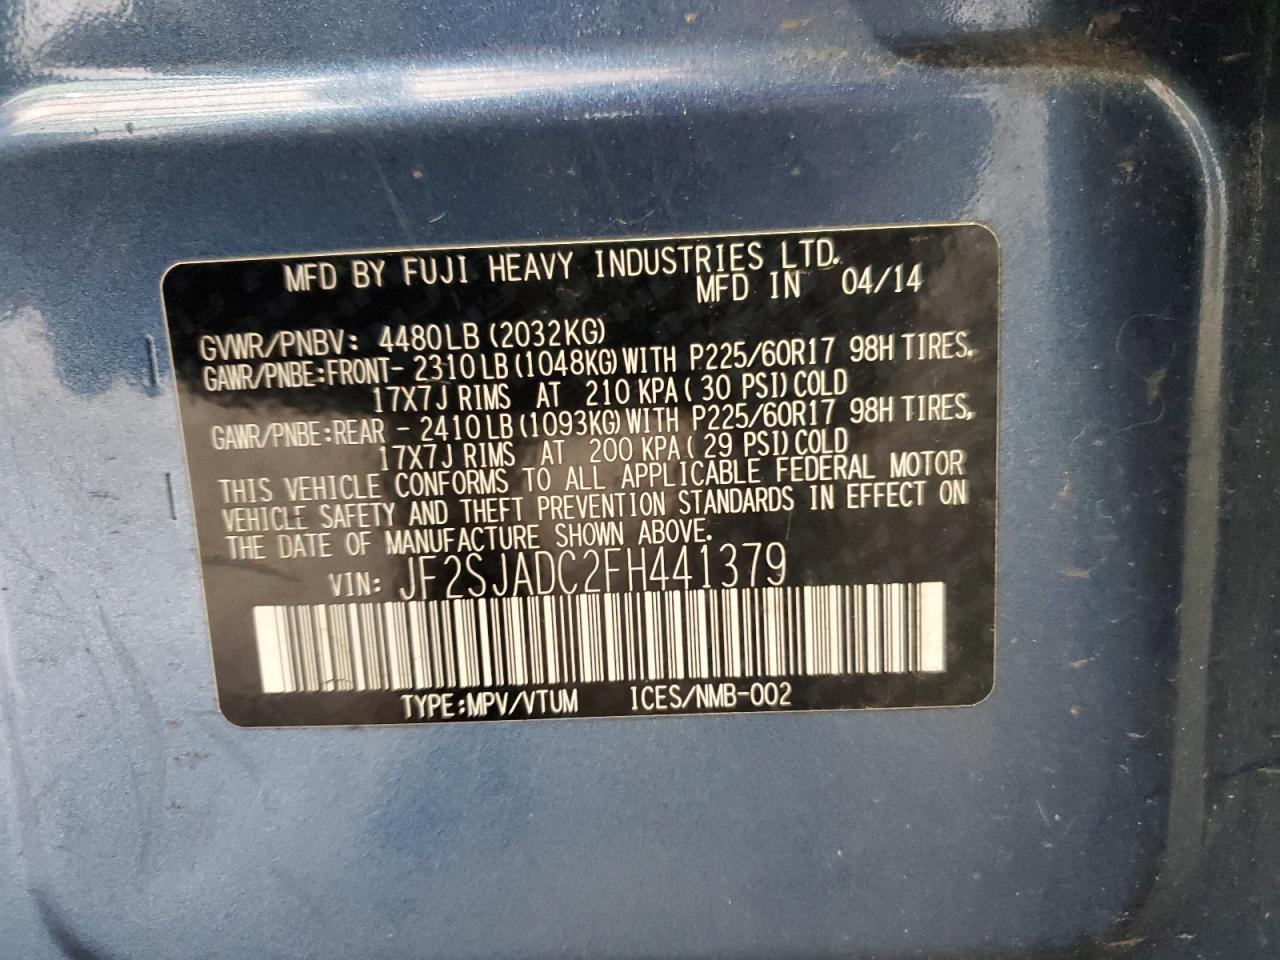 MFD BY FUJI HEAVY INDUSTRIES LTD.
MFD IN 04/14
GVWR/PNBV: 4480LB (2032KG)
GAWR/PNBE:FRONT- 2310LB (1048KG)WITH P225/60R17 98H TIRES.
17X7J RIMS AT 210 KPA( 30 PSI)COLD
GAWR/PNBE:REAR - 2410LB (1093KG)WITH P225/60R17 98H TIRES,
17X7J RIMS AT 200 KPA( 29 PSI)COLD
THIS VEHICLE CONFORMS TO ALL APPLICABLE FEDERAL MOTOR
VEHICLE SAFETY AND THEFT PREVENTION STANDARDS IN EFFECT ON
THE DATE OF MANUFACTURE SHOWN ABOVE.
VIN: JF2SJADC2FH441379
TYPE:MPV/VTUM ICES/NMB-002